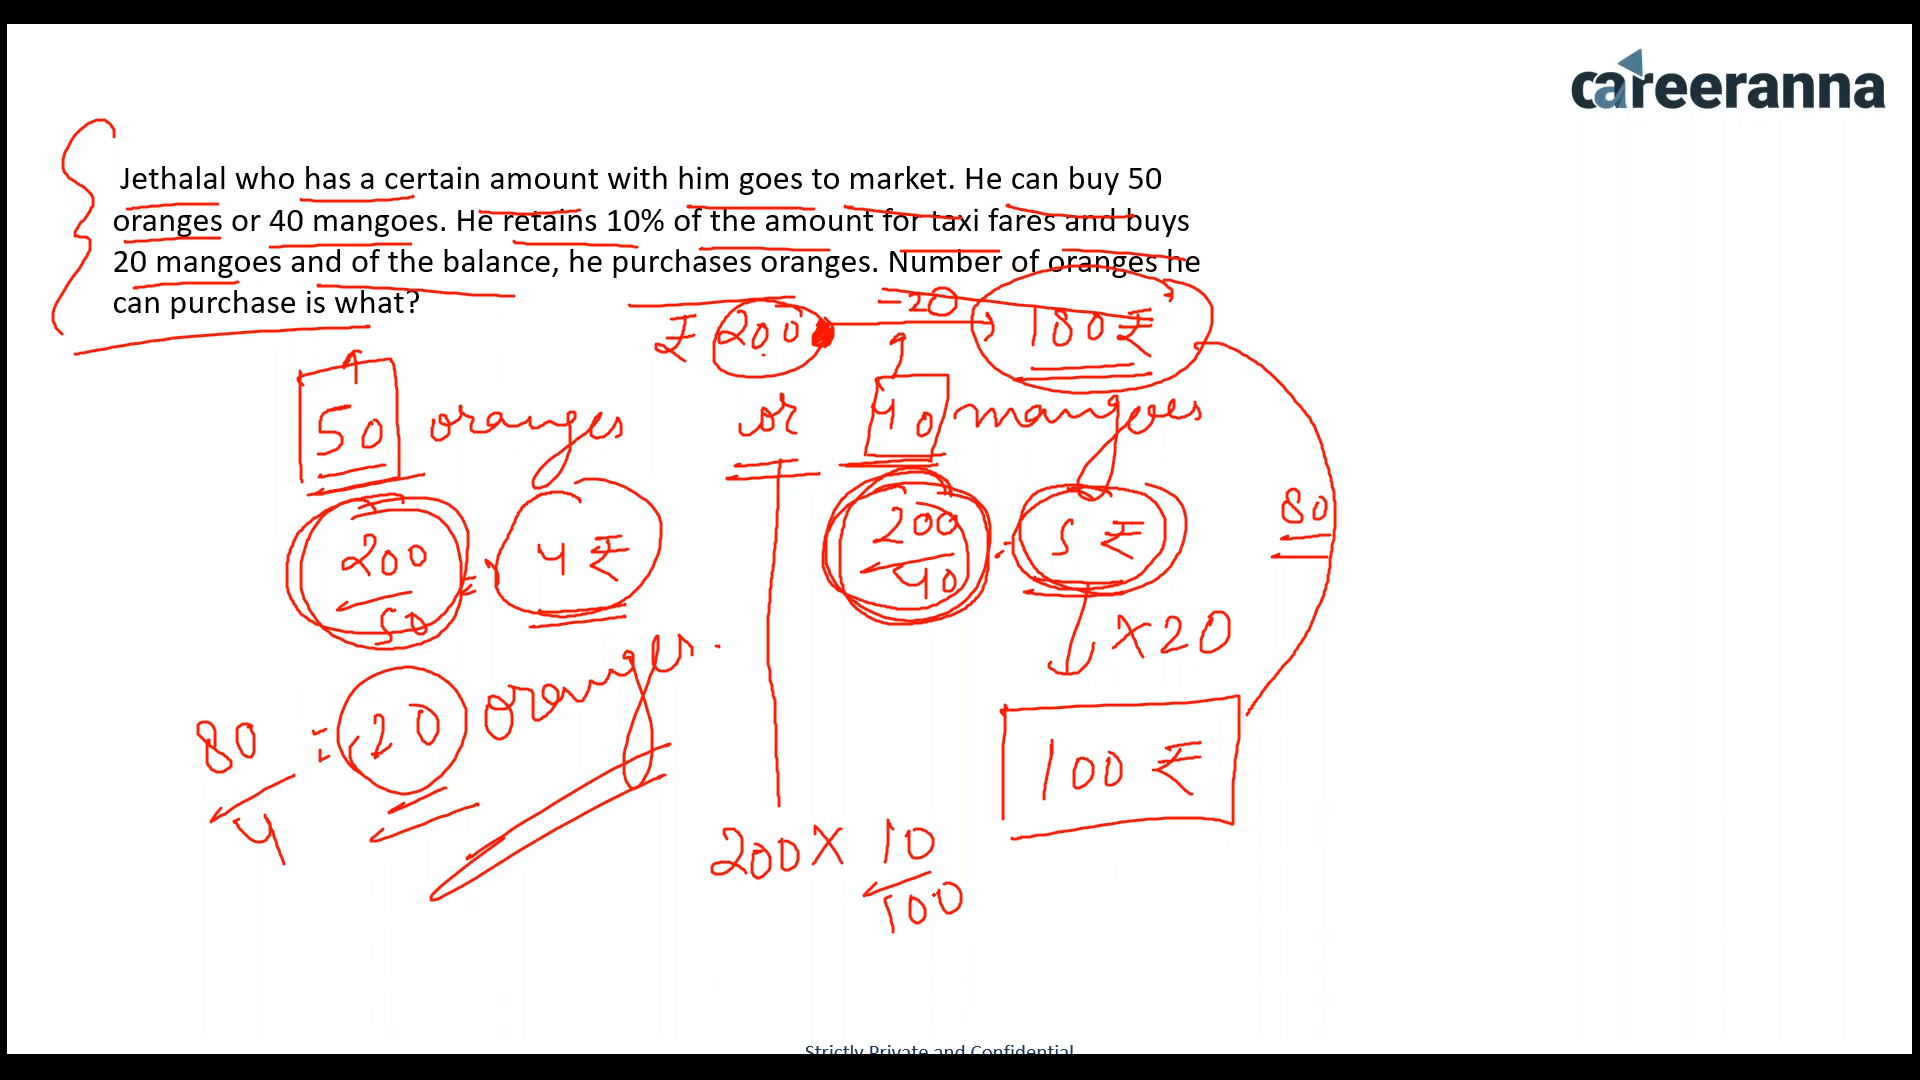 careeranna
Jethalal who has a certain amount with him goes to market. He can buy 50
oranges or 40 mangoes. He retains 10% of the amount for taxi fares and buys
20 mangoes and of the balance, he purchases oranges. Number of oranges he
can purchase is what?
₹ 200 -20 180 ₹
50 oranges or 40 mangoes
200/50 = 4 ₹ 200/40 = 5 ₹ 80
×20
80/4 = 20 oranges.
100 ₹
200 × 10/100
Strictly Private and Confidential